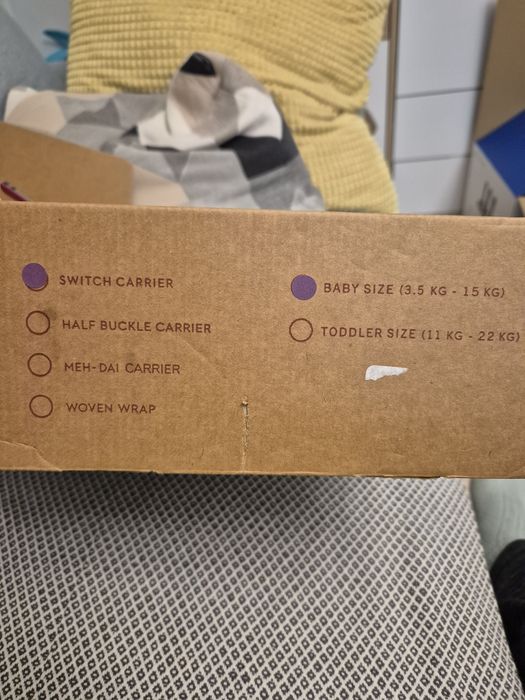 SWITCH CARRIER
HALF BUCKLE CARRIER
MEH-DAI CARRIER
WOVEN WRAP
BABY SIZE (3.5 KG - 15 KG)
TODDLER SIZE (11 KG - 22 KG)